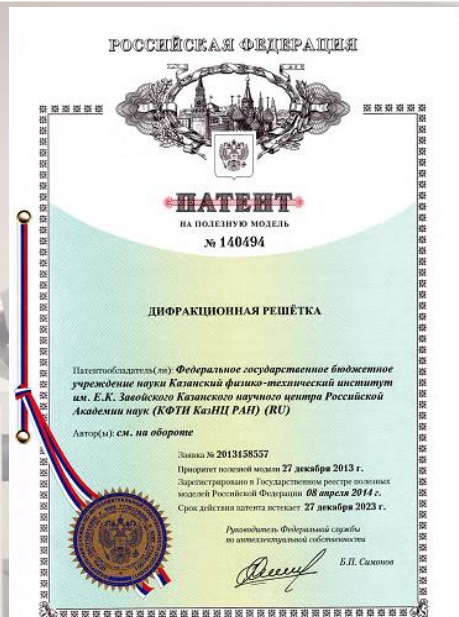 РОССИЙСКАЯ ФЕДЕРАЦИЯ
ПАТЕНТ
НА ПОЛЕЗНУЮ МОДЕЛЬ
№ 140494
ДИФРАКЦИОННАЯ РЕШЁТКА
Патентообладатель(ли): Федеральное государственное бюджетное
учреждение науки Казанский физико-технический институт
им. Е.К. Завойского Казанского научного центра Российской
Академии наук (КФТИ КазНЦ РАН) (RU)
Автор(ы): см. на обороте
Заявка № 2013158557
Приоритет полезной модели 27 декабря 2013 г.
Зарегистрировано в Государственном реестре полезных
моделей Российской Федерации 08 апреля 2014 г.
Срок действия патента истекает 27 декабря 2023 г.
Руководитель Федеральной службы
по интеллектуальной собственности
Б.П. Симонов